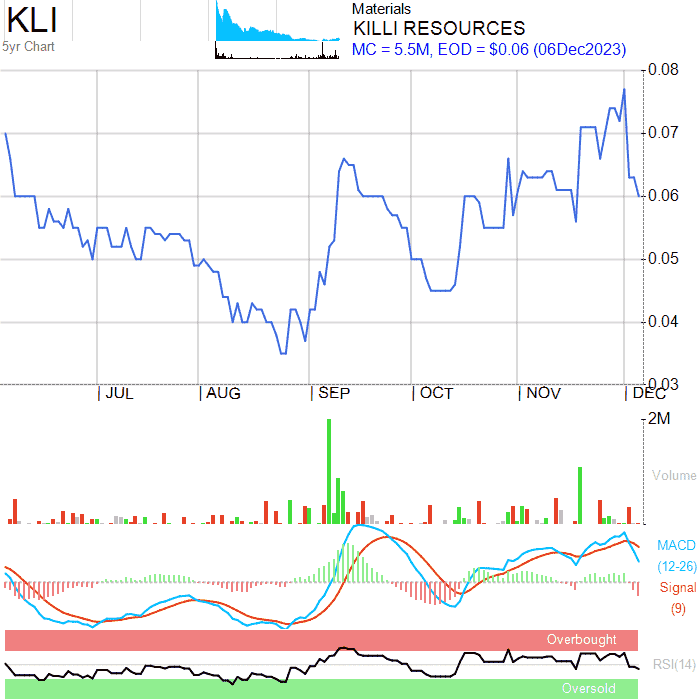 KLI
5yr Chart
Materials
KILLI RESOURCES
MC = 5.5M, EOD = $0.06 (06Dec2023)
0.08
0.07
0.06
0.05
0.04
0.03
JUL AUG SEP OCT NOV DEC
2M
Volume
MACD
(12-26)
Signal
(9)
Overbought
RSI(14)
Oversold